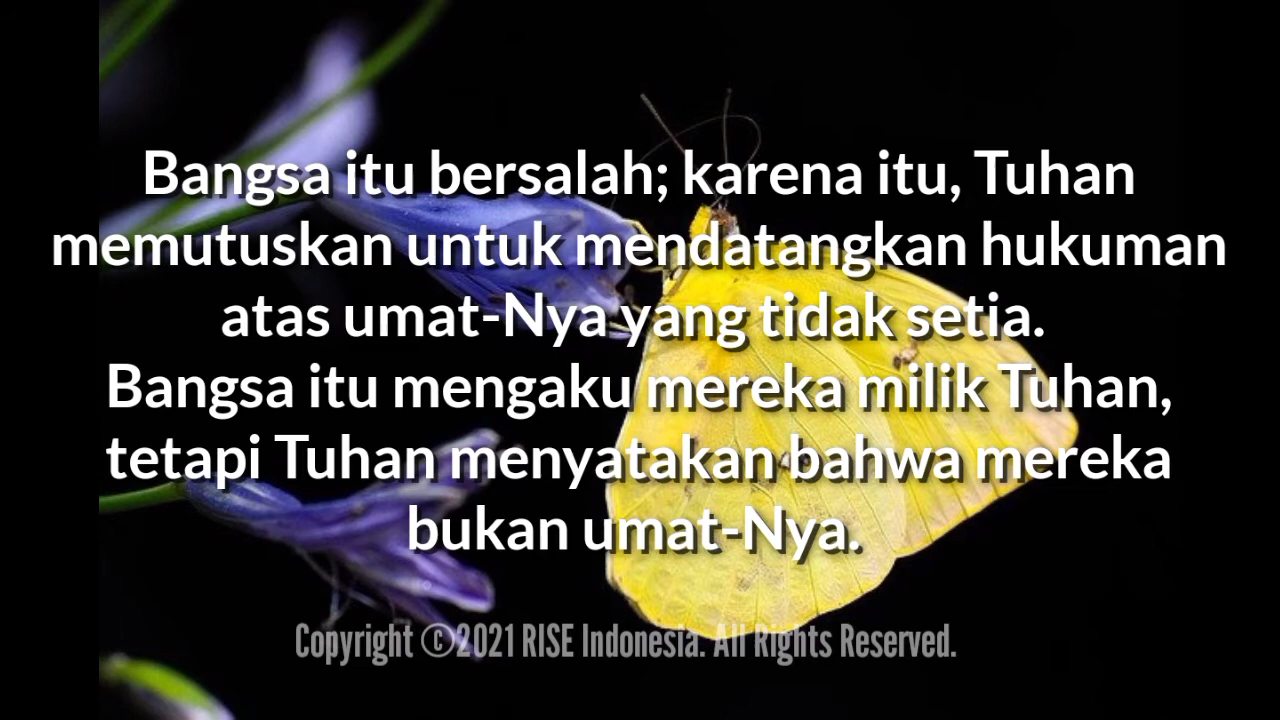 Bangsa itu bersalah; karena itu, Tuhan
memutuskan untuk mendatangkan hukuman
atas umat-Nya yang tidak setia.
Bangsa itu mengaku mereka milik Tuhan,
tetapi Tuhan menyatakan bahwa mereka
bukan umat-Nya.
Copyright ©2021 RISE Indonesia. All Rights Reserved.